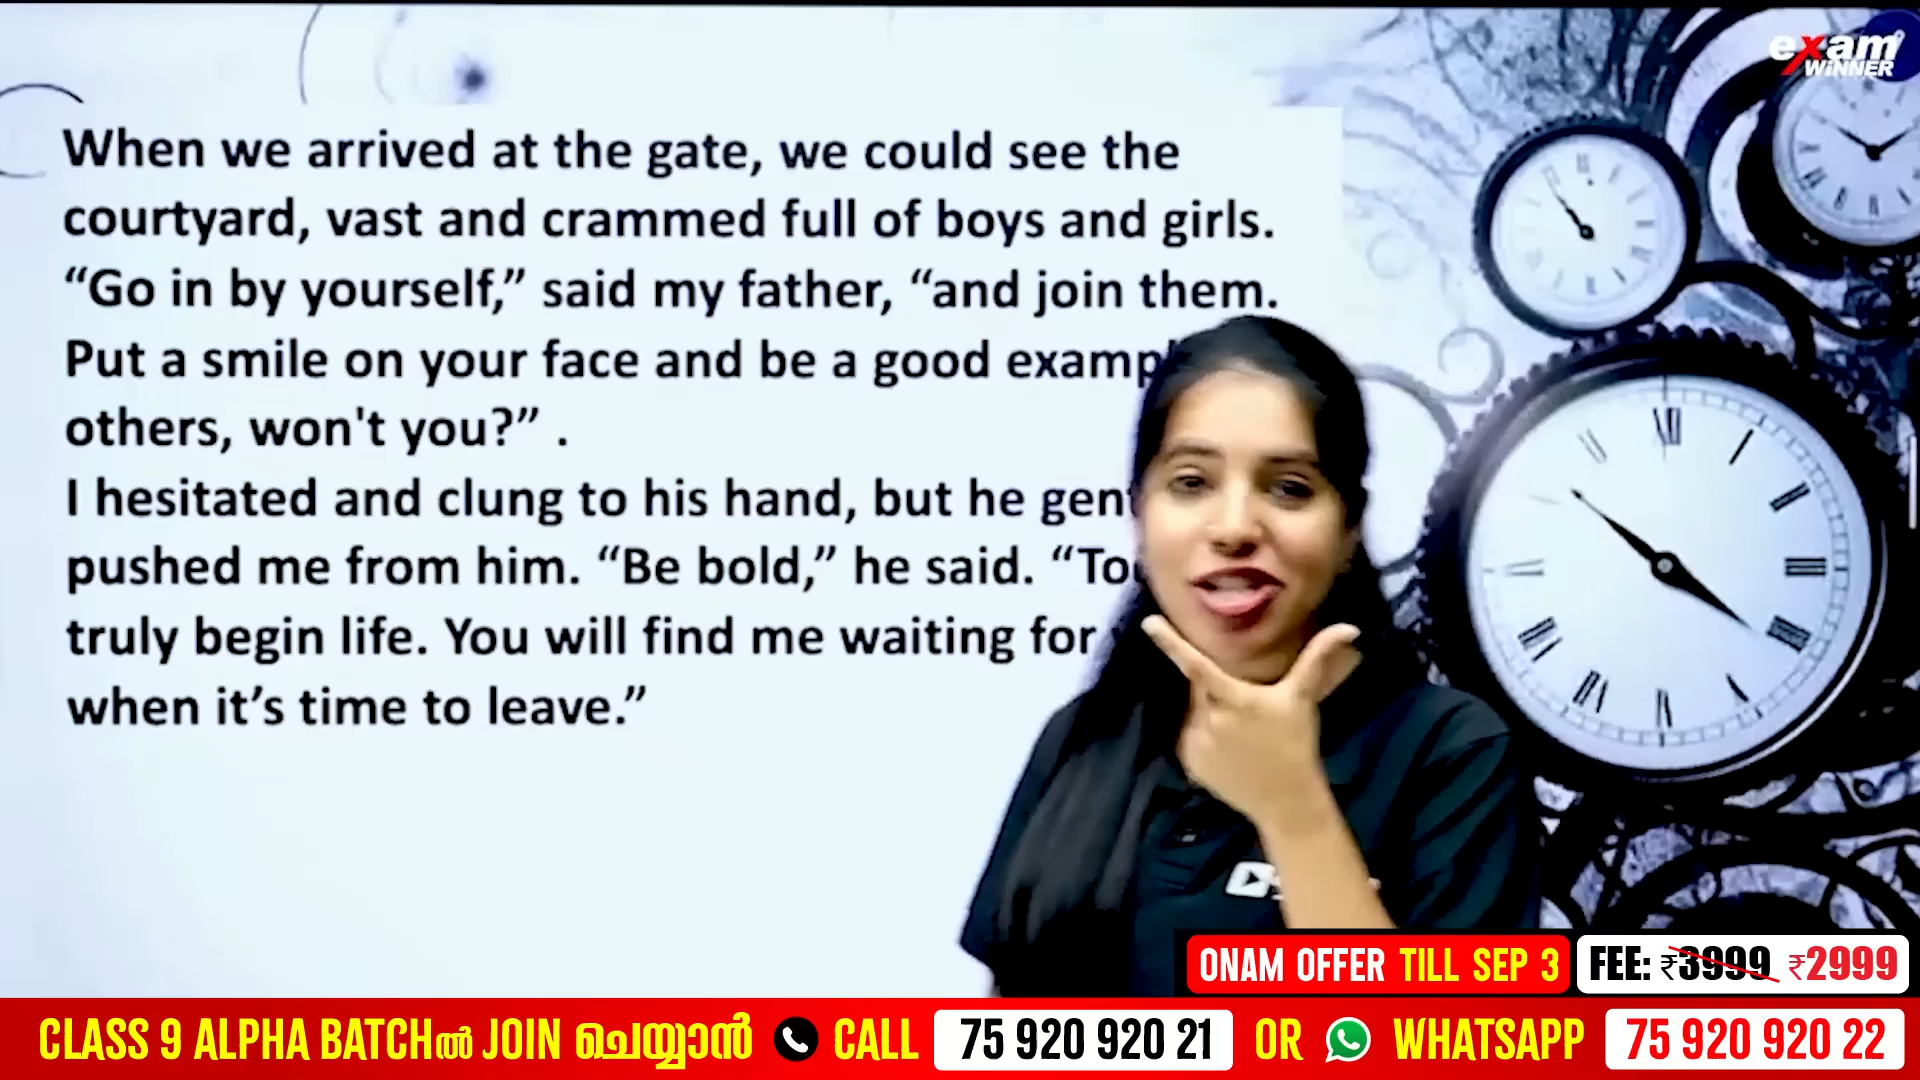 exam
WINNER
When we arrived at the gate, we could see the
courtyard, vast and crammed full of boys and girls.
“Go in by yourself,” said my father, “and join them.
Put a smile on your face and be a good
others, won't you?” .
I hesitated and clung to his hand, but he
pushed me from him. “Be bold,” he said.
truly begin life. You will find me waiting for
when it’s time to leave.”
ONAM OFFER TILL SEP 3
FEE: ₹3999 ₹2999
CLASS 9 ALPHA BATCHൽ JOIN ചെയ്യാൻ CALL 75 920 920 21 OR WHATSAPP 75 920 920 22